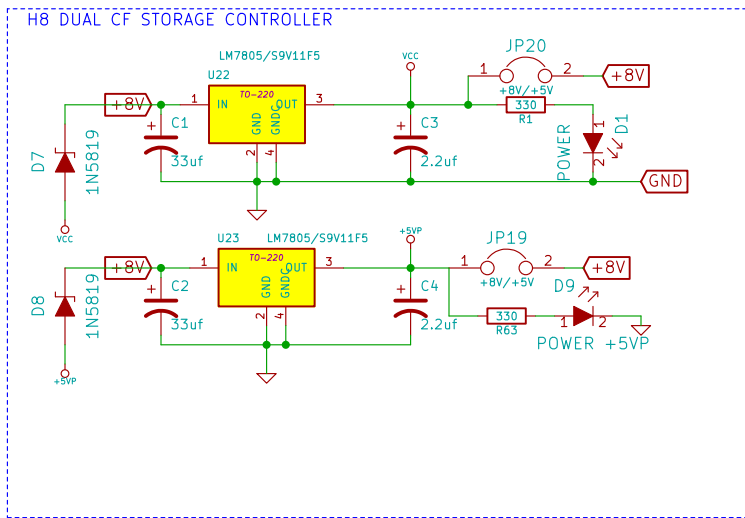 H8 DUAL CF STORAGE CONTROLLER
LM7805/S9V11F5
U22
TO-220
IN
OUT
GND
GNDC
1
3
2
4
+8V
D7
1N5819
VCC
+
C1
33uf
VCC
+
C3
2.2uf
JP20
1
2
+8V/+5V
+8V
330
R1
POWER
1
2
D1
GND
U23
LM7805/S9V11F5
TO-220
IN
OUT
GND
GNDC
1
3
2
4
+8V
D8
1N5819
+5VP
+
C2
33uf
+5VP
+
C4
2.2uf
JP19
1
2
+8V/+5V
+8V
D9
330
R63
1
2
POWER +5VP